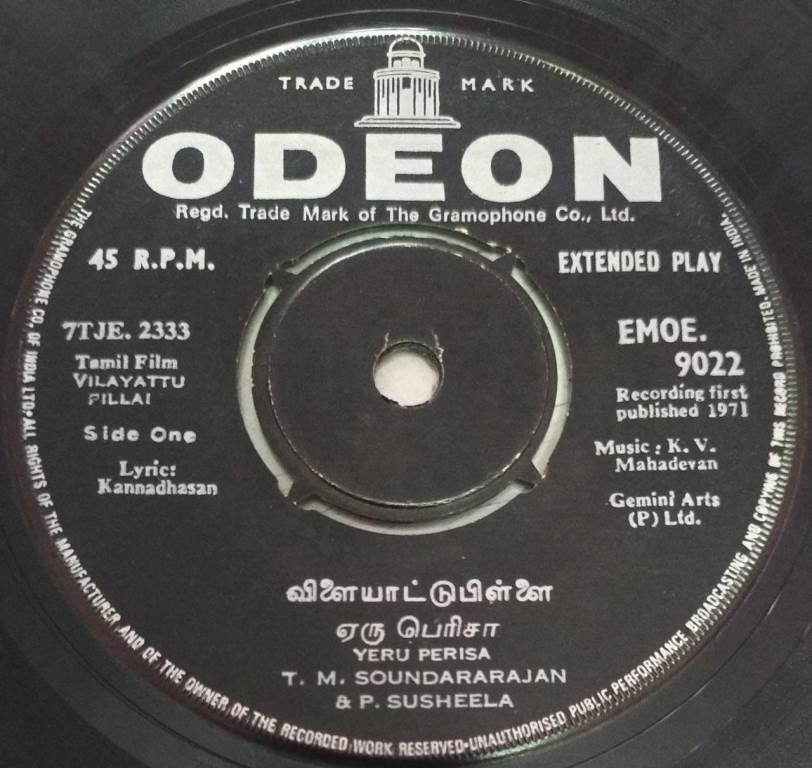 TRADE MARK
ODEON
Regd. Trade Mark of The Gramophone Co., Ltd.
45 R.P.M.
EXTENDED PLAY
7TJE. 2333
Tamil Film
VILAYATTU
PILLAI
Side One
Lyric:
Kannadhasan
EMOE.
9022
Recording first
published 1971
Music: K. V.
Mahadevan
Gemini Arts
(P) Ltd.
விளையாட்டுபிள்ளை
ஏரு பெரிசா
YERU PERISA
T. M. SOUNDARARAJAN
& P. SUSHEELA
THE GRAMOPHONE CO. OF INDIA LTD•ALL RIGHTS OF THE MANUFACTURER AND OF THE OWNER OF THE RECORDED WORK RESERVED•UNAUTHORISED PUBLIC PERFORMANCE BROADCASTING AND COPYING OF THIS RECORD PROHIBITED•MADE IN INDIA.